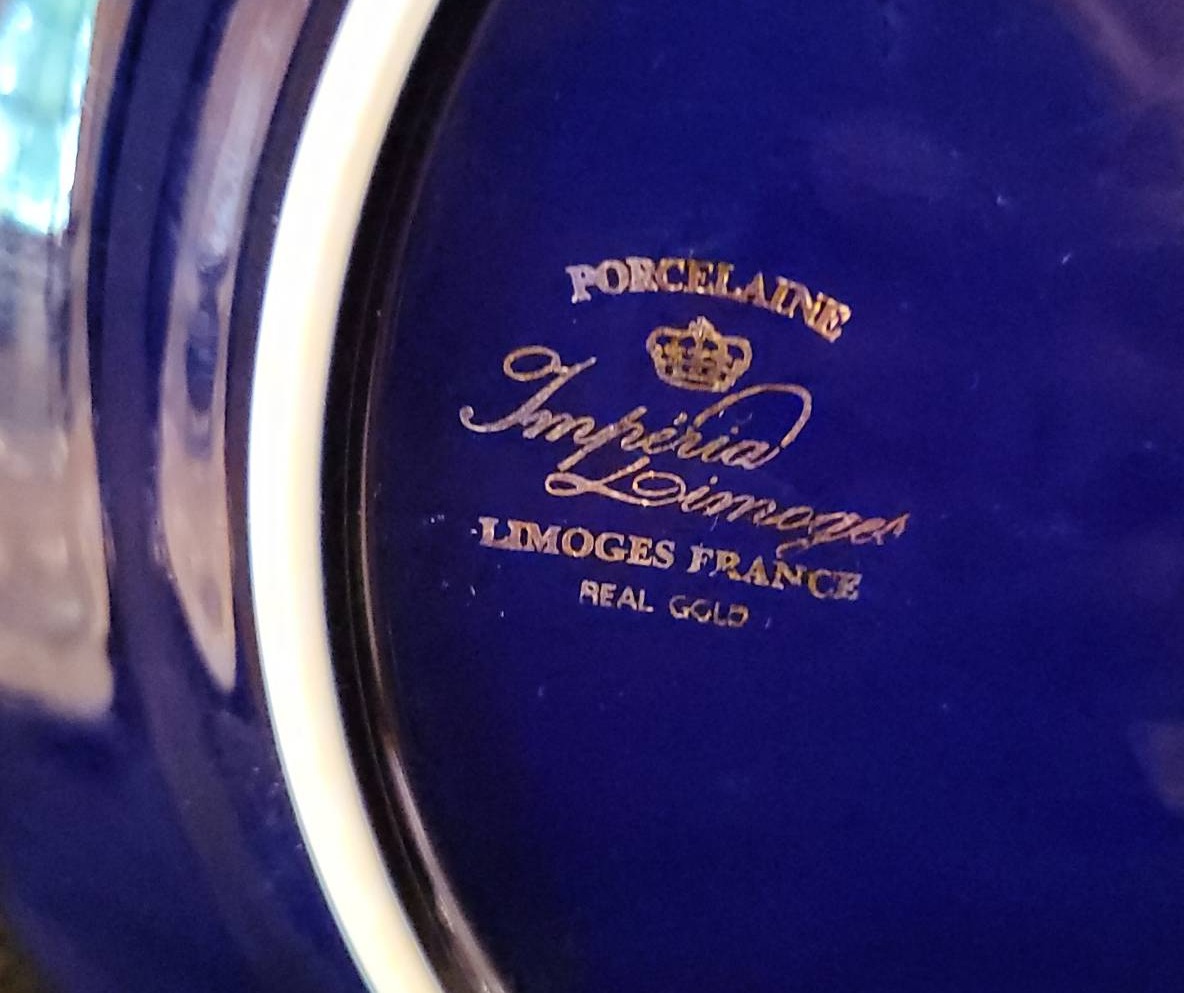 PORCELAINE
Impéria
Limoges
LIMOGES FRANCE
REAL GOLD